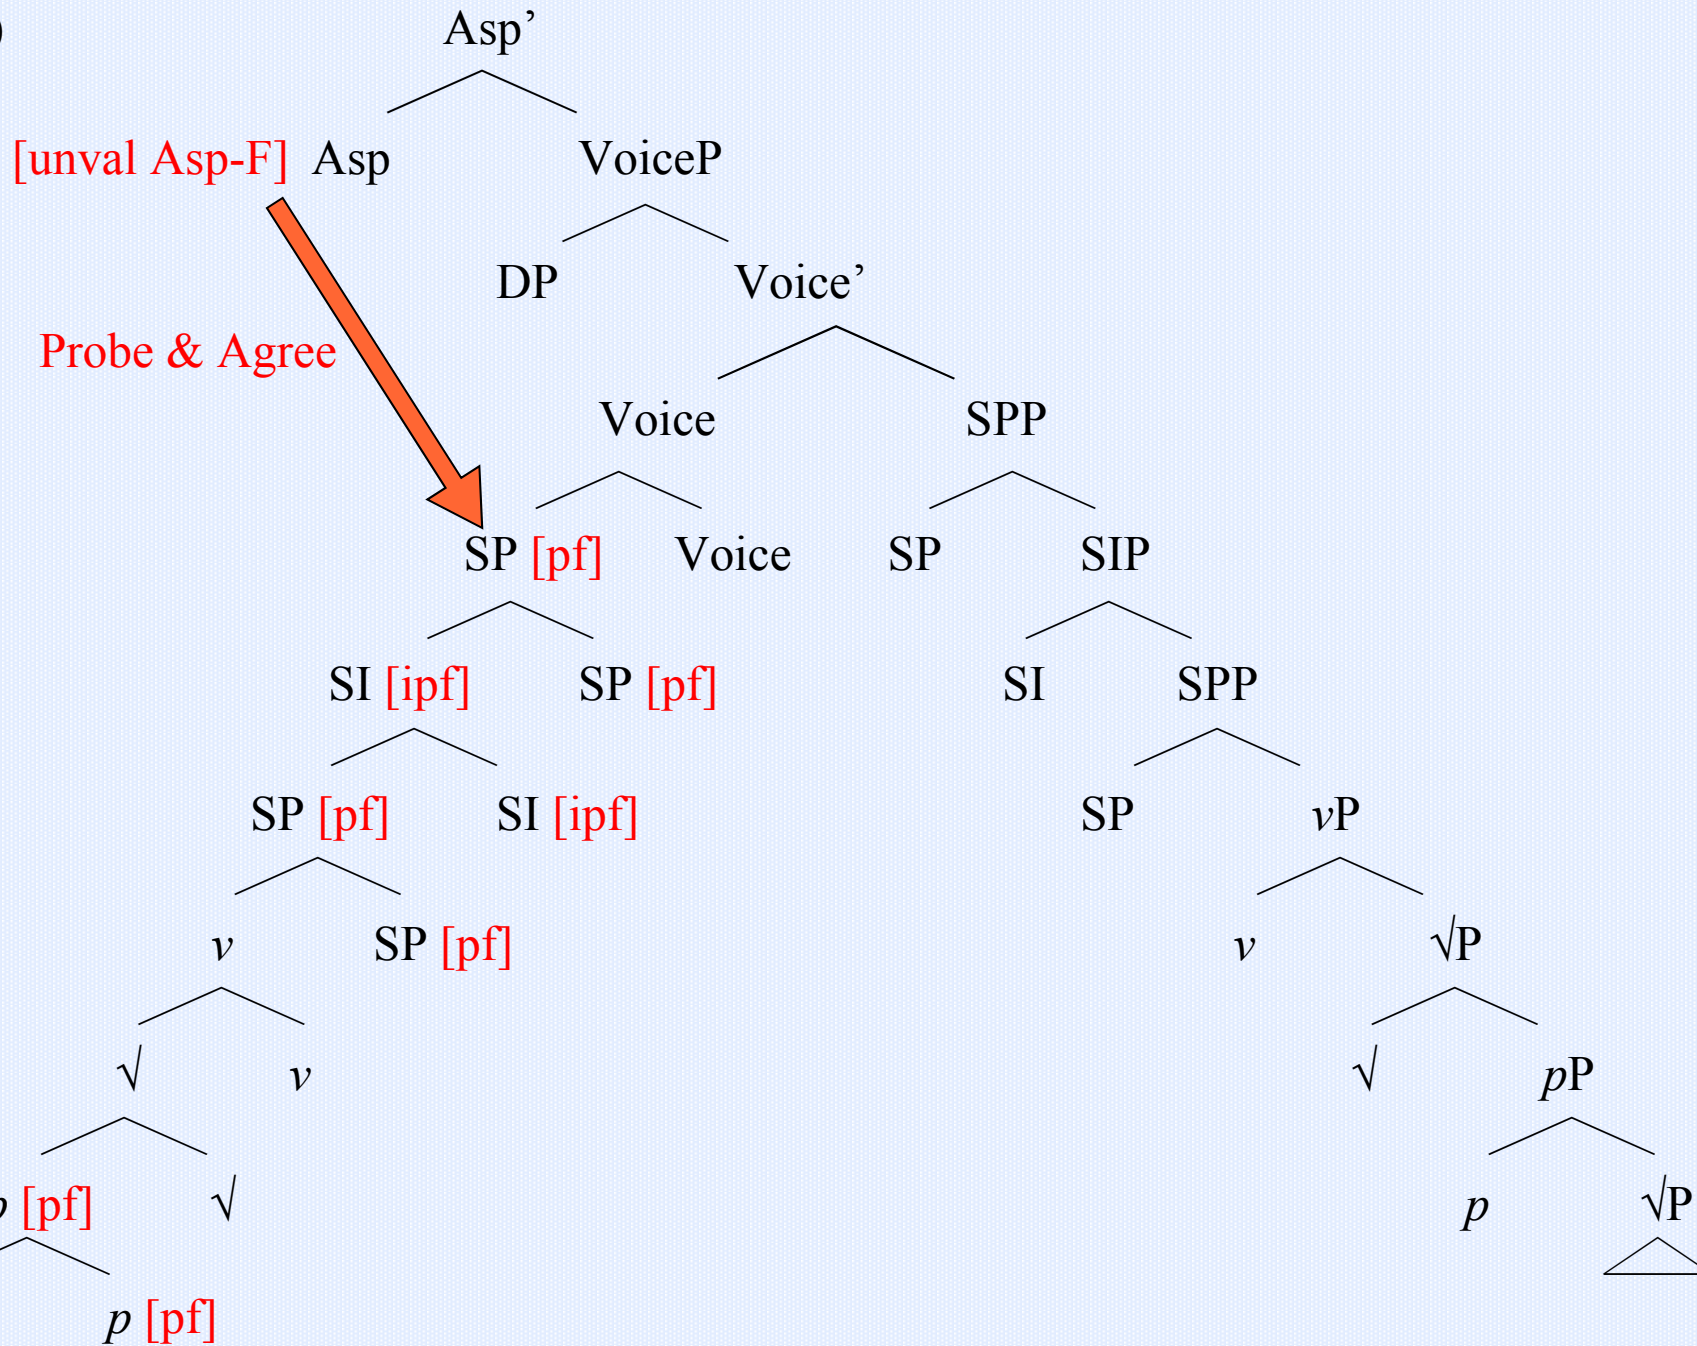 )
Asp’
[unval Asp-F] Asp VoiceP
DP Voice’
Probe & Agree
Voice SPP
SP [pf] Voice SP SIP
SI [ipf] SP [pf] SI SPP
SP [pf] SI [ipf] SP vP
v SP [pf] v √P
√ v √ pP
p [pf] √ p √P
p [pf]